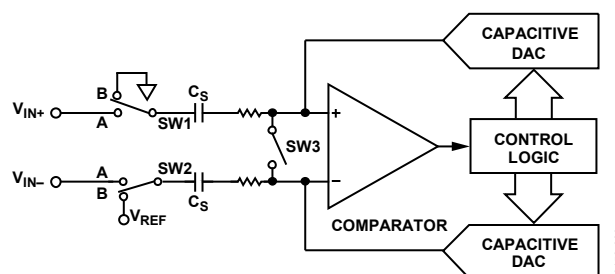 CAPACITIVE
DAC
B
CS
VIN+
A
SW1
+
SW3
CONTROL
LOGIC
VIN–
A
SW2
–
B
CS
VREF
COMPARATOR
CAPACITIVE
DAC